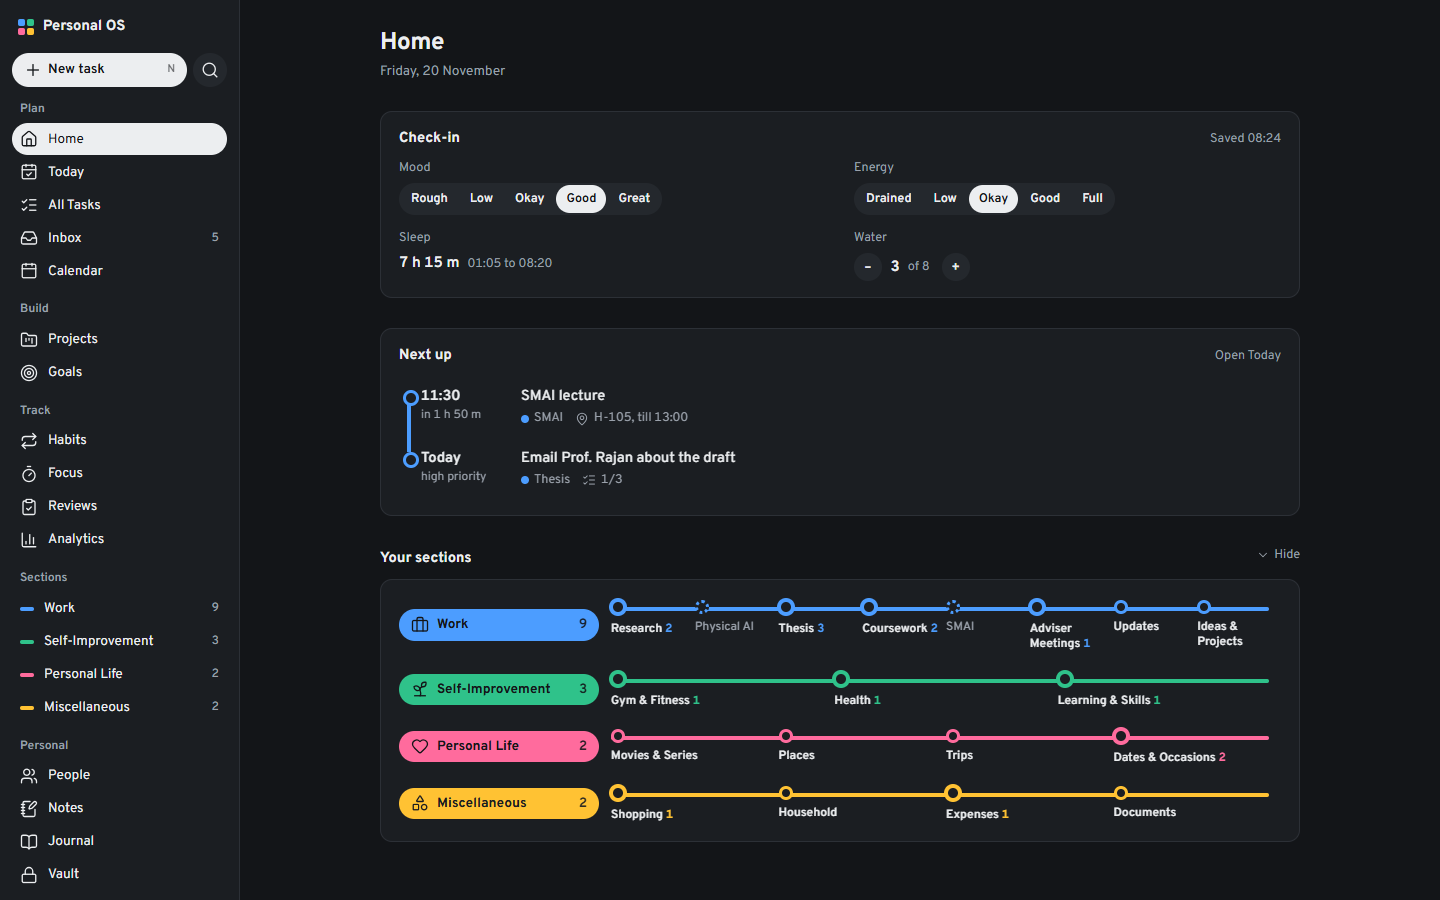 Personal OS
New task N
Plan
Home
Today
All Tasks
Inbox 5
Calendar
Build
Projects
Goals
Track
Habits
Focus
Reviews
Analytics
Sections
Work 9
Self-Improvement 3
Personal Life 2
Miscellaneous 2
Personal
People
Notes
Journal
Vault
Home
Friday, 20 November
Check-in Saved 08:24
Mood
Rough Low Okay Good Great
Energy
Drained Low Okay Good Full
Sleep
7 h 15 m 01:05 to 08:20
Water
- 3 of 8 +
Next up Open Today
11:30 SMAI lecture
in 1 h 50 m SMAI H-105, till 13:00
Today Email Prof. Rajan about the draft
high priority Thesis 1/3
Your sections Hide
Work 9
Research 2
Physical AI
Thesis 3
Coursework 2
SMAI
Adviser
Meetings 1
Updates
Ideas &
Projects
Self-Improvement 3
Gym & Fitness 1
Health 1
Learning & Skills 1
Personal Life 2
Movies & Series
Places
Trips
Dates & Occasions 2
Miscellaneous 2
Shopping 1
Household
Expenses 1
Documents